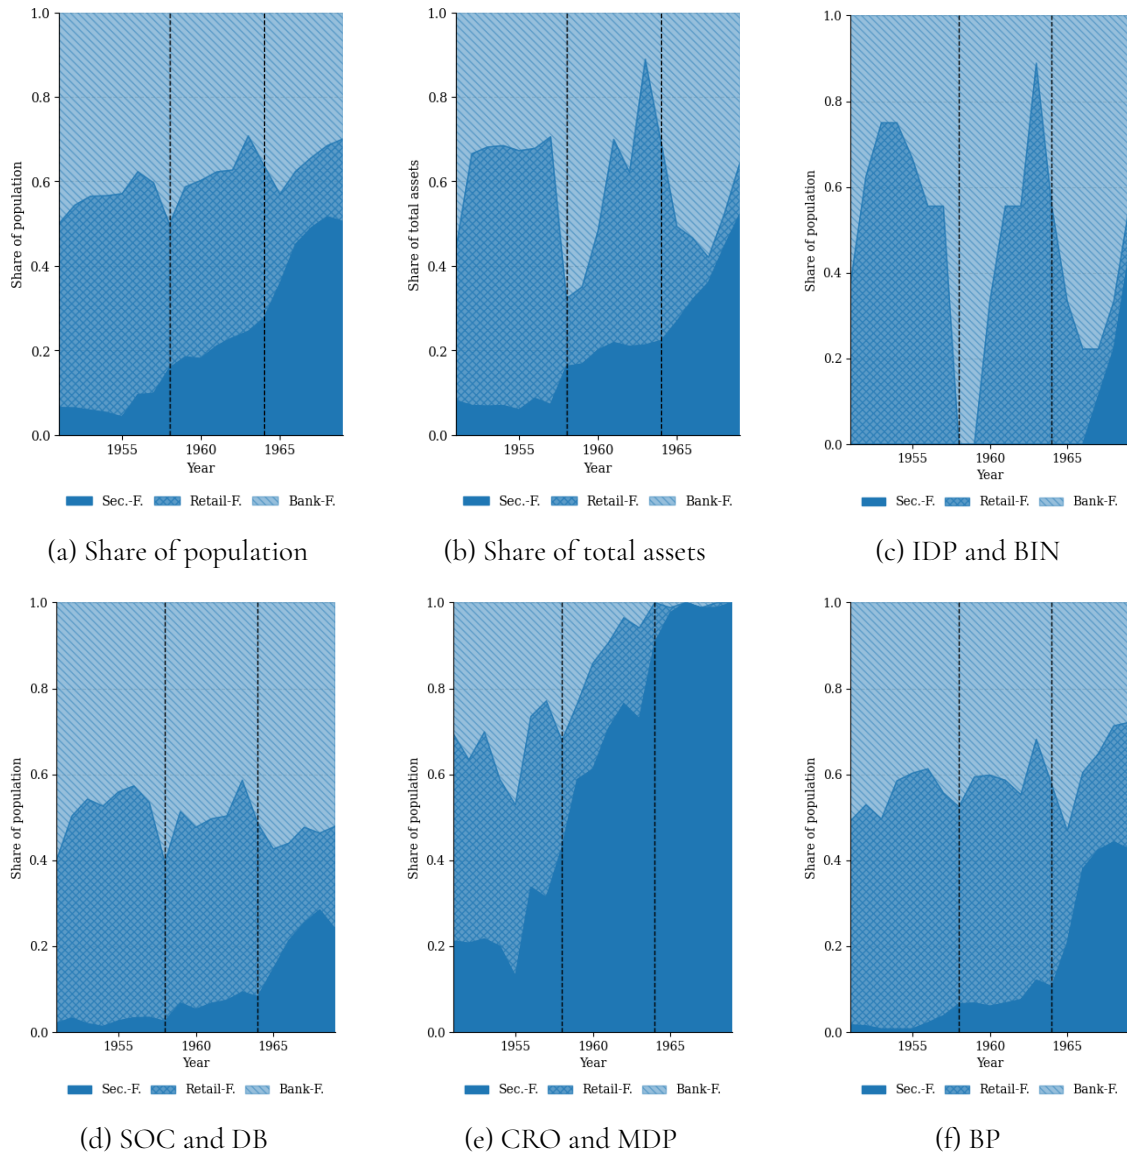 1.0
0.8
0.6
0.4
0.2
0.0
Share of population
1955 1960 1965
Year
Sec.-F. Retail-F. Bank-F.
(a) Share of population
1.0
0.8
0.6
0.4
0.2
0.0
Share of total assets
1955 1960 1965
Year
Sec.-F. Retail-F. Bank-F.
(b) Share of total assets
1.0
0.8
0.6
0.4
0.2
0.0
Share of population
1955 1960 1965
Year
Sec.-F. Retail-F. Bank-F.
(c) IDP and BIN
1.0
0.8
0.6
0.4
0.2
0.0
Share of population
1955 1960 1965
Year
Sec.-F. Retail-F. Bank-F.
(d) SOC and DB
1.0
0.8
0.6
0.4
0.2
0.0
Share of population
1955 1960 1965
Year
Sec.-F. Retail-F. Bank-F.
(e) CRO and MDP
1.0
0.8
0.6
0.4
0.2
0.0
Share of population
1955 1960 1965
Year
Sec.-F. Retail-F. Bank-F.
(f) BP